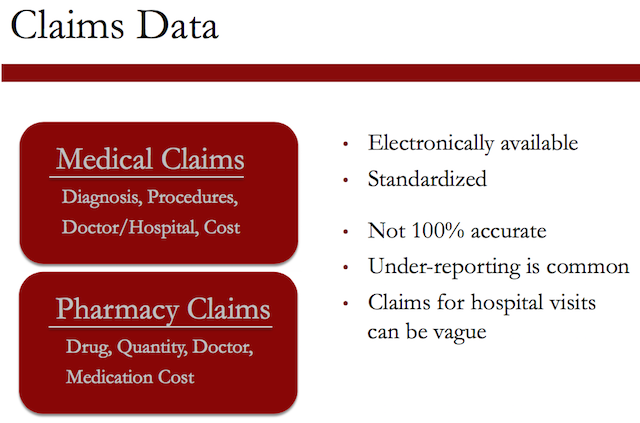 Claims Data
Medical Claims
Diagnosis, Procedures,
Doctor/Hospital, Cost
Pharmacy Claims
Drug, Quantity, Doctor,
Medication Cost
• Electronically available
• Standardized
• Not 100% accurate
• Under-reporting is common
• Claims for hospital visits
can be vague